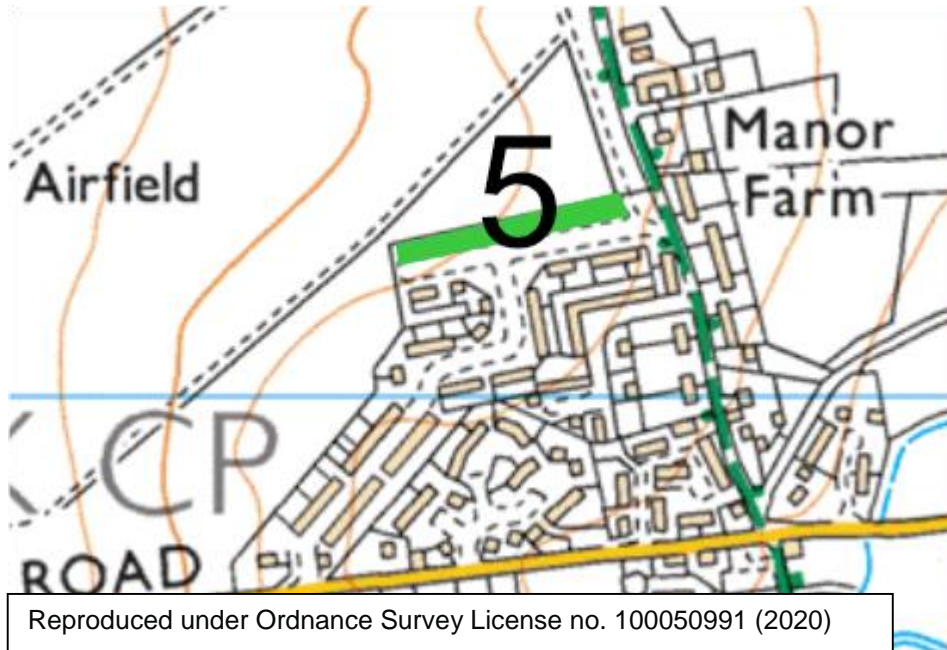 5
Manor
Farm
Airfield
CP
ROAD
Reproduced under Ordnance Survey License no. 100050991 (2020)